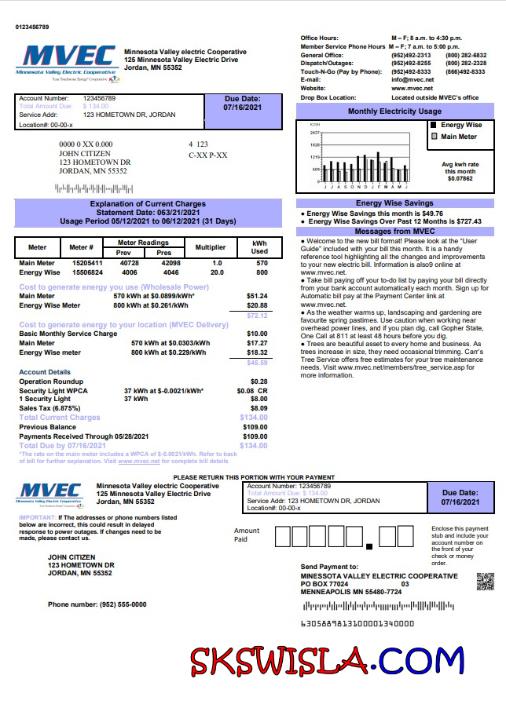 0123456789
MVEC
Minnesota Valley Electric Cooperative
Your Touchstone Energy® Cooperative
Minnesota Valley electric Cooperative
125 Minnesota Valley Electric Drive
Jordan, MN 55352
Office Hours: M – F; 8 a.m. to 4:30 p.m.
Member Service Phone Hours M – F; 7 a.m. to 5:00 p.m.
General Office: (952)492-2313 (800) 282-6832
Dispatch/Outages: (952)492-8255 (800) 282-2328
Touch-N-Go (Pay by Phone): (952)492-8333 (866)492-8333
E-mail: info@mvec.net
Website: www.mvec.net
Drop Box Location: Located outside MVEC's office
Account Number: 123456789
Total Amount Due $ 134.00
Service Addr: 123 HOMETOWN DR, JORDAN
Location#: 00-00-x
Due Date:
07/16/2021
0000 0 XX 0.000 4 123
JOHN CITIZEN C-XX P-XX
123 HOMETOWN DR
JORDAN, MN 55352
Monthly Electricity Usage
Energy Wise
Main Meter
Avg kwh rate
this month
$0.07862
J J A S O N D J F M A M J
Explanation of Current Charges
Statement Date: 063/21/2021
Usage Period 05/12/2021 to 06/12/2021 (31 Days)
Meter Meter # Meter Readings Prev Pres Multiplier kWh Used
Main Meter 15205411 40728 42098 1.0 570
Energy Wise 15506824 4006 4046 20.0 800
Cost to generate energy you use (Wholesale Power)
Main Meter 570 kWh at $0.0899/kWh* $51.24
Energy Wise Meter 800 kWh at $0.261/kWh $20.88
$72.12
Cost to generate energy to your location (MVEC Delivery)
Basic Monthly Service Charge $10.00
Main Meter 570 kWh at $0.0303/kWh $17.27
Energy Wise meter 800 kWh at $0.229/kWh $18.32
$45.59
Account Details
Operation Roundup $0.28
Security Light WPCA 37 kWh at $-0.0021/kWh* $0.08 CR
1 Security Light 37 kWh $8.00
Sales Tax (6.875%) $8.09
Total Current Charges $134.00
Previous Balance $109.00
Payments Received Through 05/28/2021 $109.00
Total Due by 07/16/2021 $134.00
*The rate on the main meter includes a WPCA of $-0.0021/kWh. Refer to back
of bill for further explanation. Visit www.mvec.net for complete bill details
Energy Wise Savings
● Energy Wise Savings this month is $49.76
● Energy Wise Savings Over Past 12 Months is $727.43
Messages from MVEC
● Welcome to the new bill format! Please look at the "User
Guide" included with your bill this month. It is a handy
reference tool highlighting all the changes and improvements
to your new electric bill. Information is also9 online at
www.mvec.net.
● Take bill paying off your to-do list by paying your bill directly
from your bank account automatically each month. Sign up for
Automatic bill pay at the Payment Center link at
www.mvec.net.
● As the weather warms up, landscaping and gardening are
favourite spring pastimes. Use caution when working near
overhead power lines, and if you plan dig, call Gopher State,
One Call at 811 at least 48 hours before you dig.
● Trees are beautiful asset to every home and business. As
trees increase in size, they need occasional trimming. Carr's
Tree Service offers free estimates for your tree maintenance
needs. Visit www.mvec.net/members/tree_service.asp for
more information.
PLEASE RETURN THIS PORTION WITH YOUR PAYMENT
MVEC
Minnesota Valley Electric Cooperative
Minnesota Valley electric Cooperative
125 Minnesota Valley Electric Drive
Jordan, MN 55352
Account Number: 123456789
Total Amount Due: $ 134.00
Service Addr: 123 HOMETOWN DR, JORDAN
Location#: 00-00-x
Due Date:
07/16/2021
IMPORTANT: If the addresses or phone numbers listed
below are incorrect, this could result in delayed
response to power outages. If changes need to be
made, please contact us.
Amount
Paid
Enclose this payment
stub and include your
account number on
the front of your
check or money
order.
JOHN CITIZEN
123 HOMETOWN DR
JORDAN, MN 55352
Phone number: (952) 555-0000
Send Payment to:
MINESSOTA VALLEY ELECTRIC COOPERATIVE
PO BOX 77024 03
MENNEAPOLIS MN 55480-7724
SKSWISLA.COM